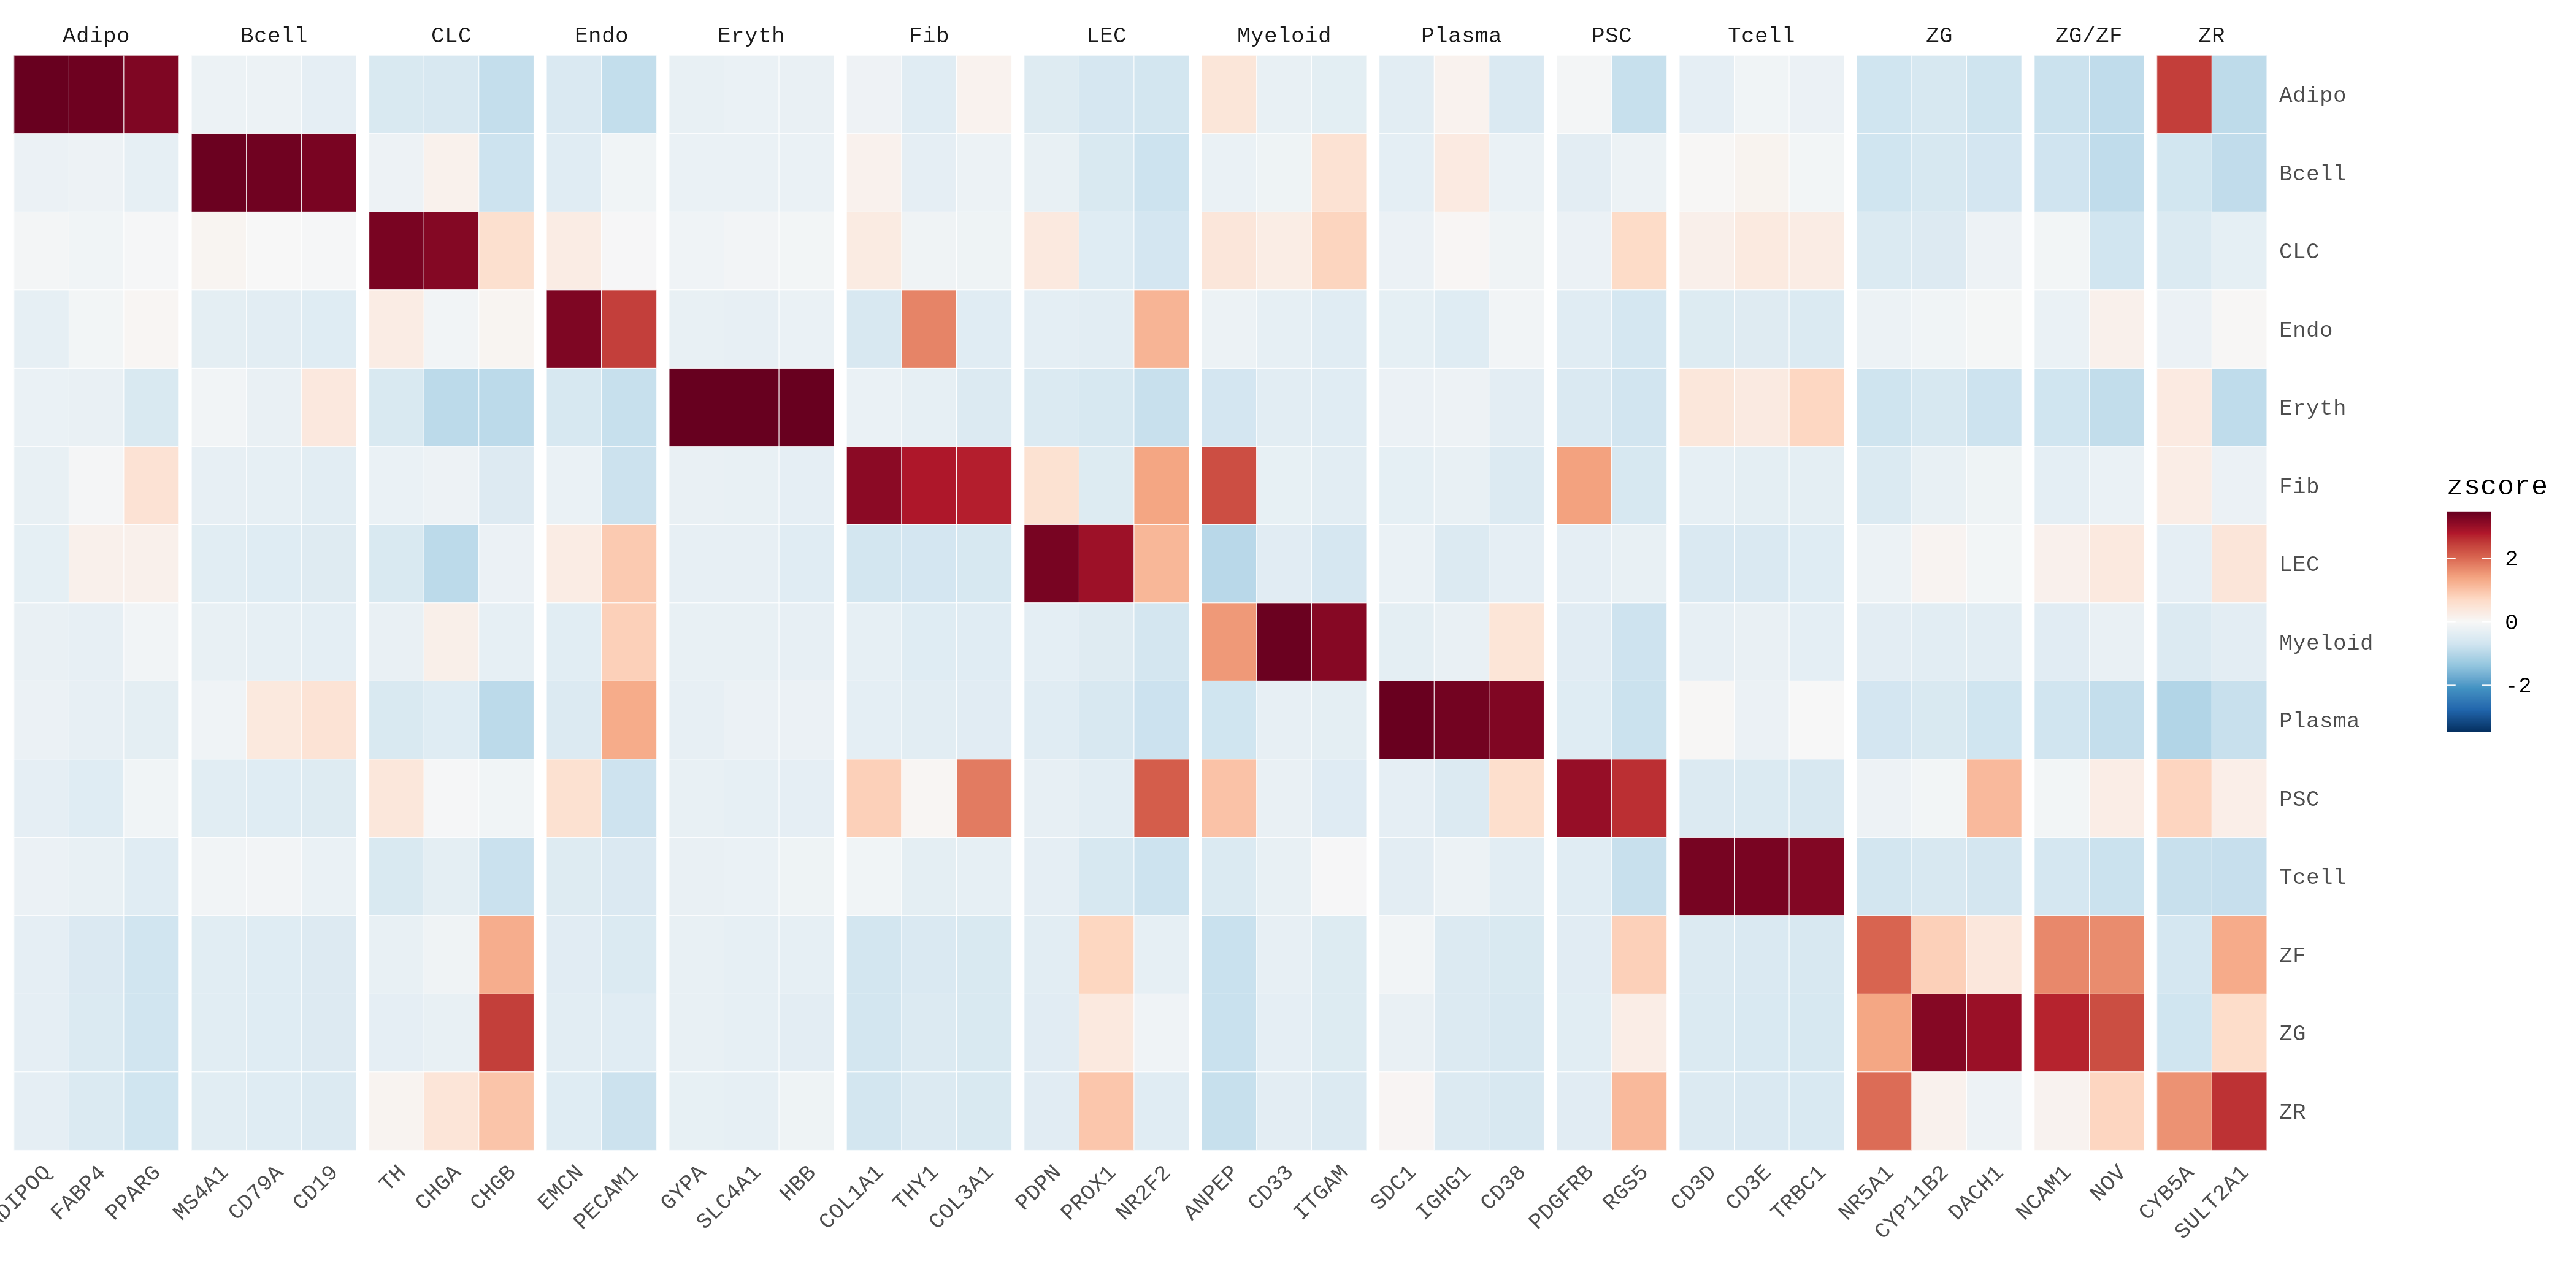 Adipo Bcell CLC Endo Eryth Fib LEC Myeloid Plasma PSC Tcell ZG ZG/ZF ZR
Adipo
Bcell
CLC
Endo
Eryth
Fib
LEC
Myeloid
Plasma
PSC
Tcell
ZF
ZG
ZR
zscore
2
0
-2
DIPOQ FABP4 PPARG MS4A1 CD79A CD19 TH CHGA CHGB EMCN PECAM1 GYPA SLC4A1 HBB COL1A1 THY1 COL3A1 PDPN PROX1 NR2F2 ANPEP CD33 ITGAM SDC1 IGHG1 CD38 PDGFRB RGS5 CD3D CD3E TRBC1 NR5A1 CYP11B2 DACH1 NCAM1 NOV CYB5A SULT2A1